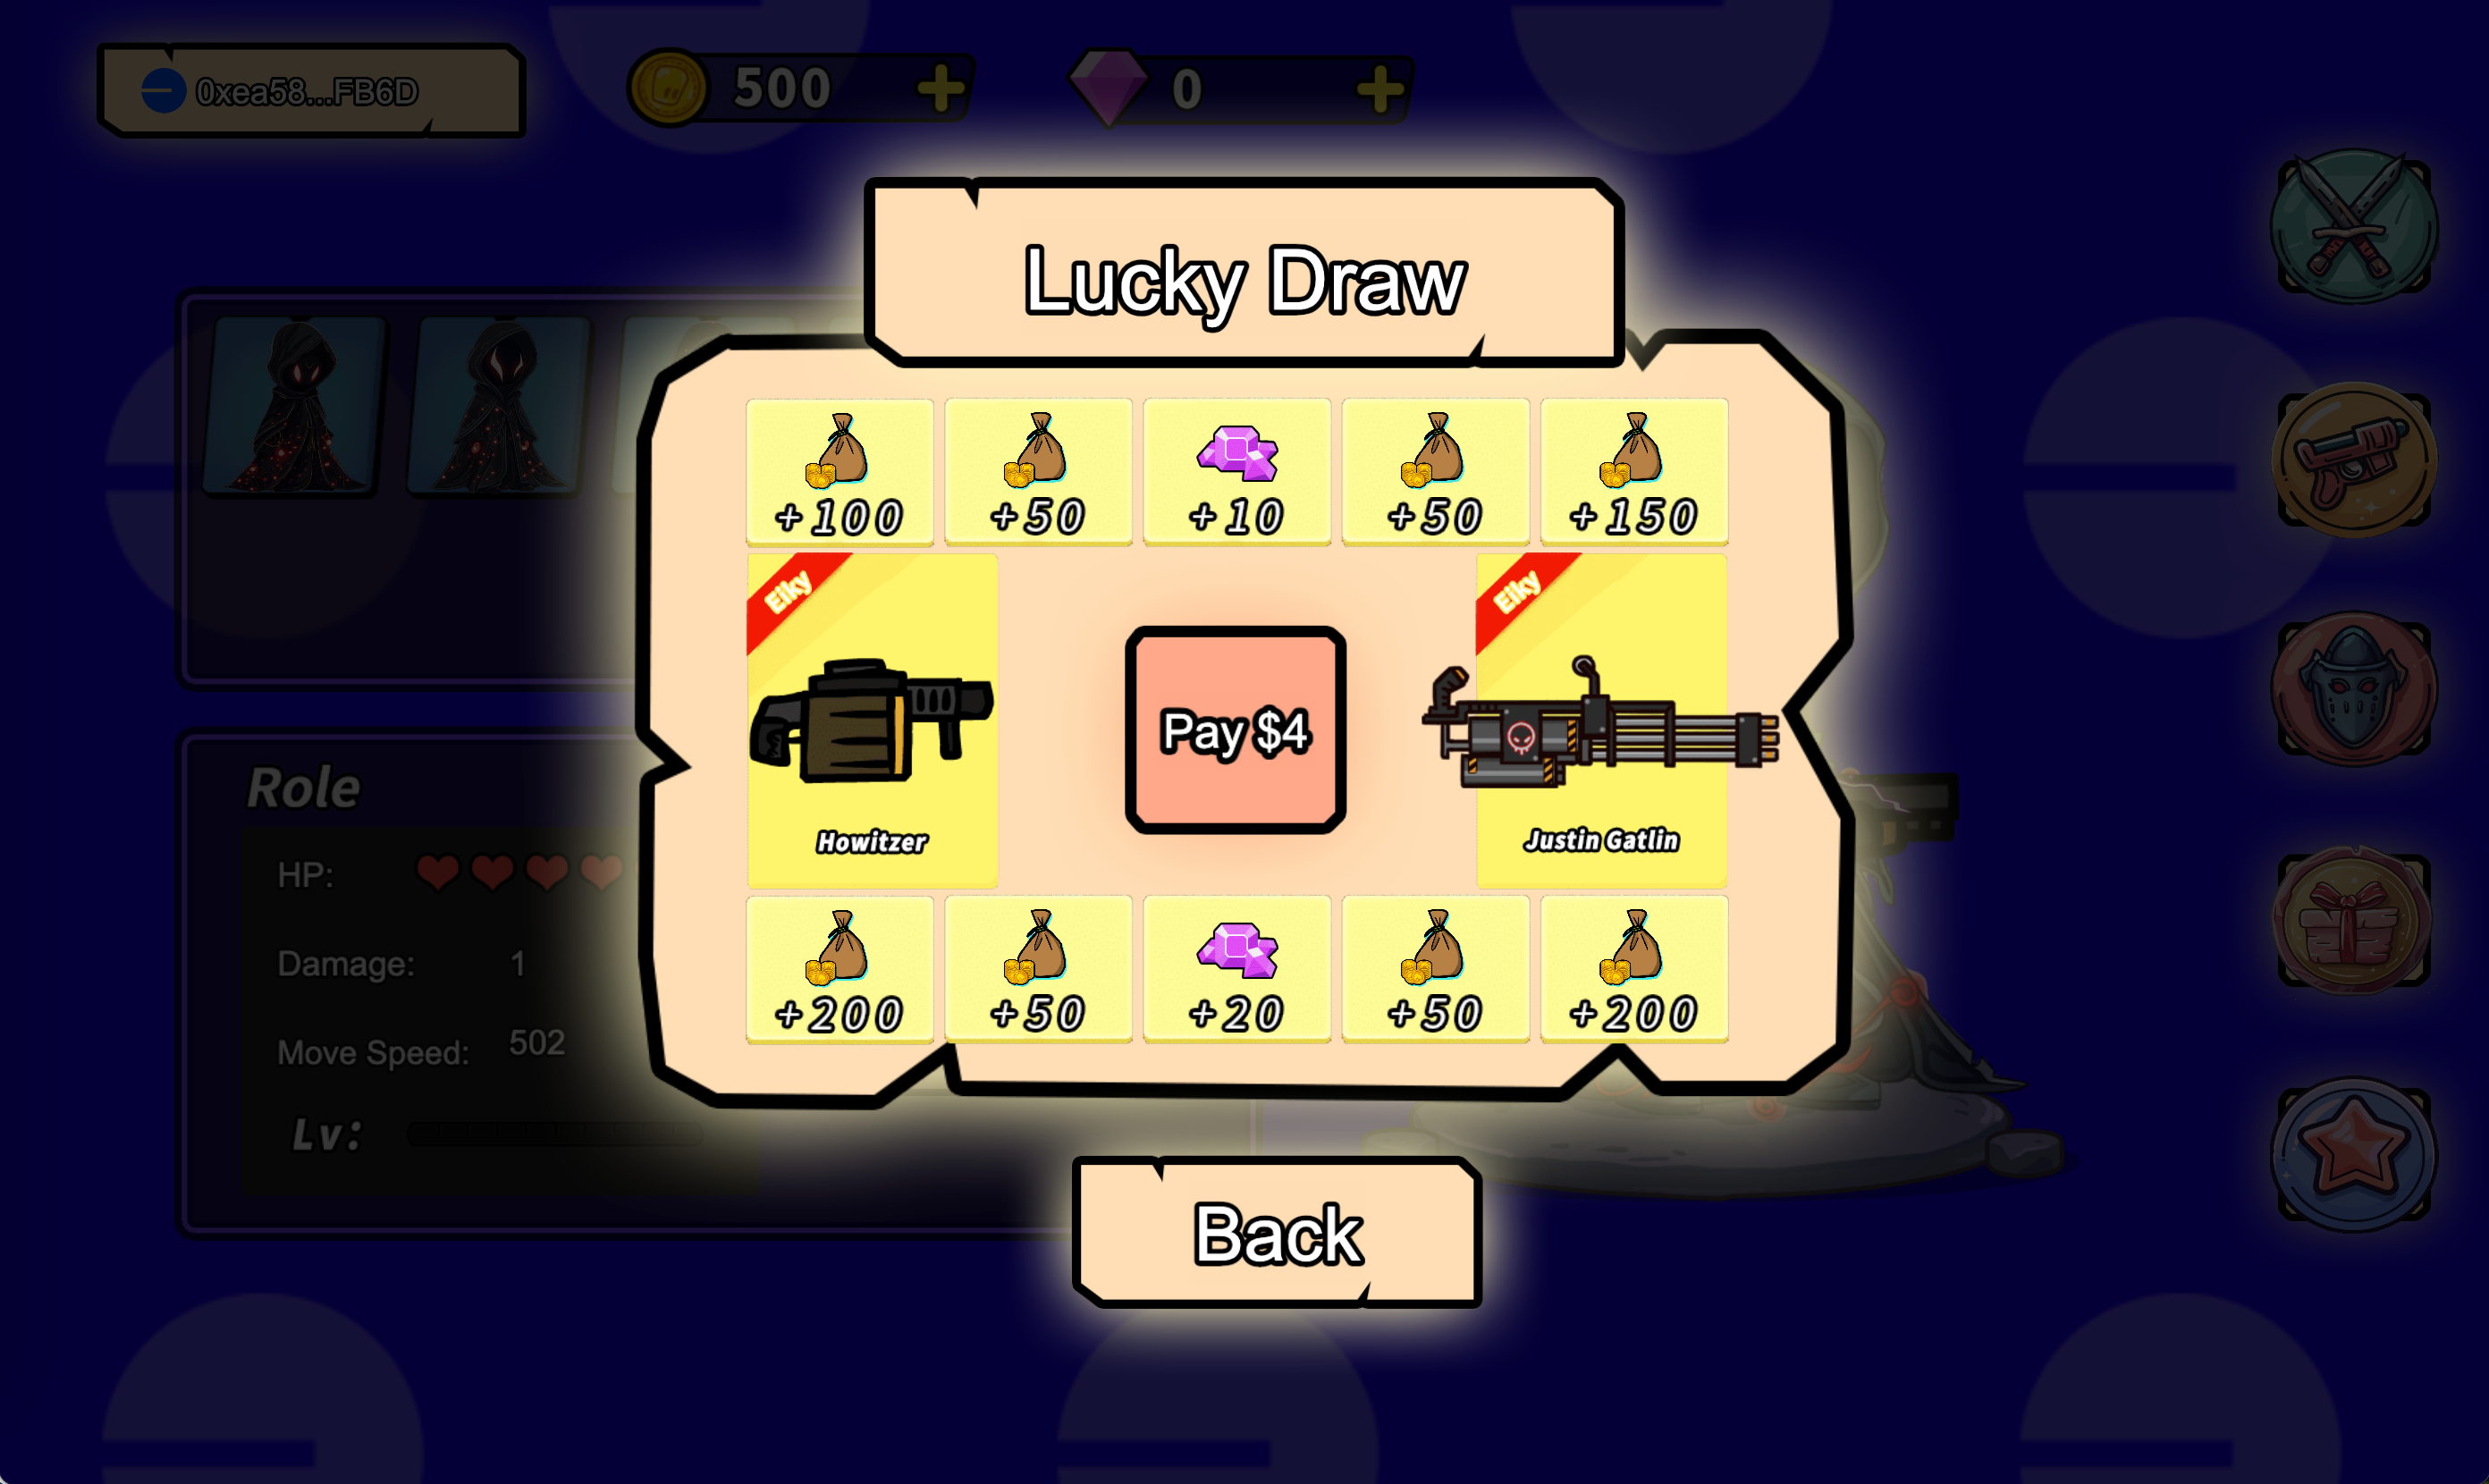 0xea58...FB6D
500
0
Lucky Draw
+100
+50
+10
+50
+150
Elky
Elky
Pay $4
Howitzer
Justin Gatlin
+200
+50
+20
+50
+200
Role
HP:
Damage: 1
Move Speed: 502
Lv:
Back